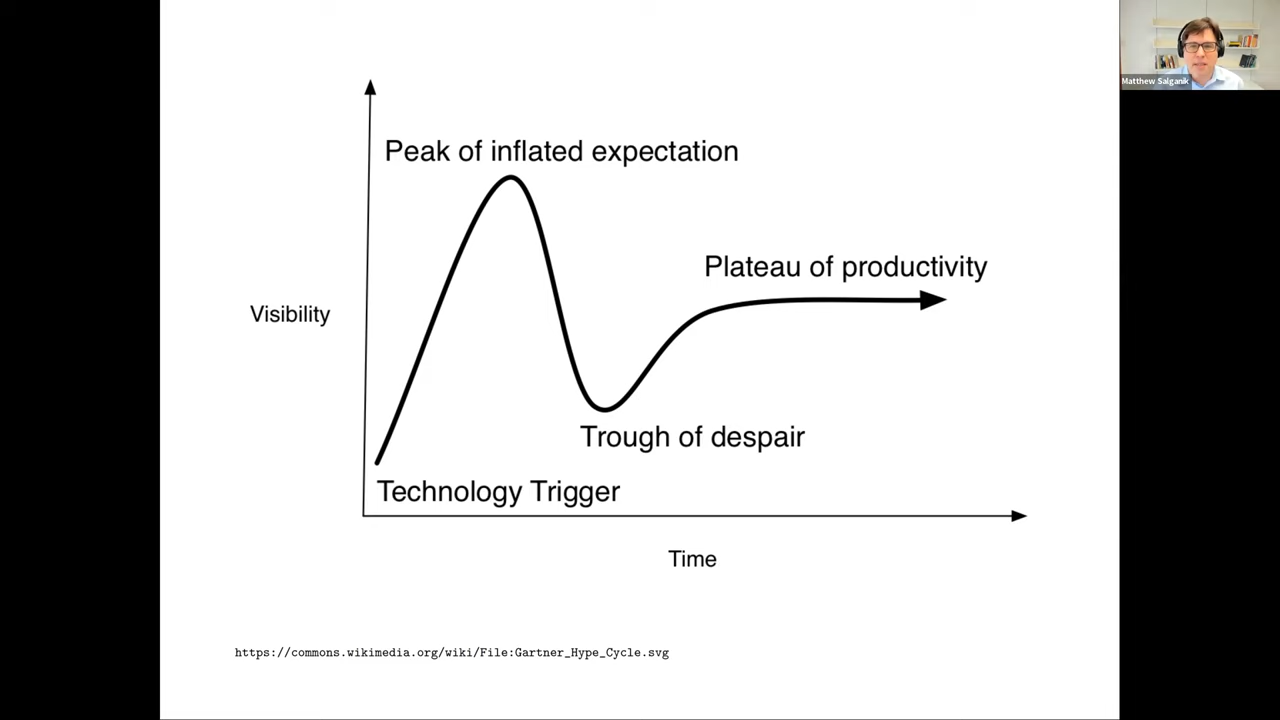 Matthew Salganik
Peak of inflated expectation
Plateau of productivity
Visibility
Trough of despair
Technology Trigger
Time
https://commons.wikimedia.org/wiki/File:Gartner_Hype_Cycle.svg